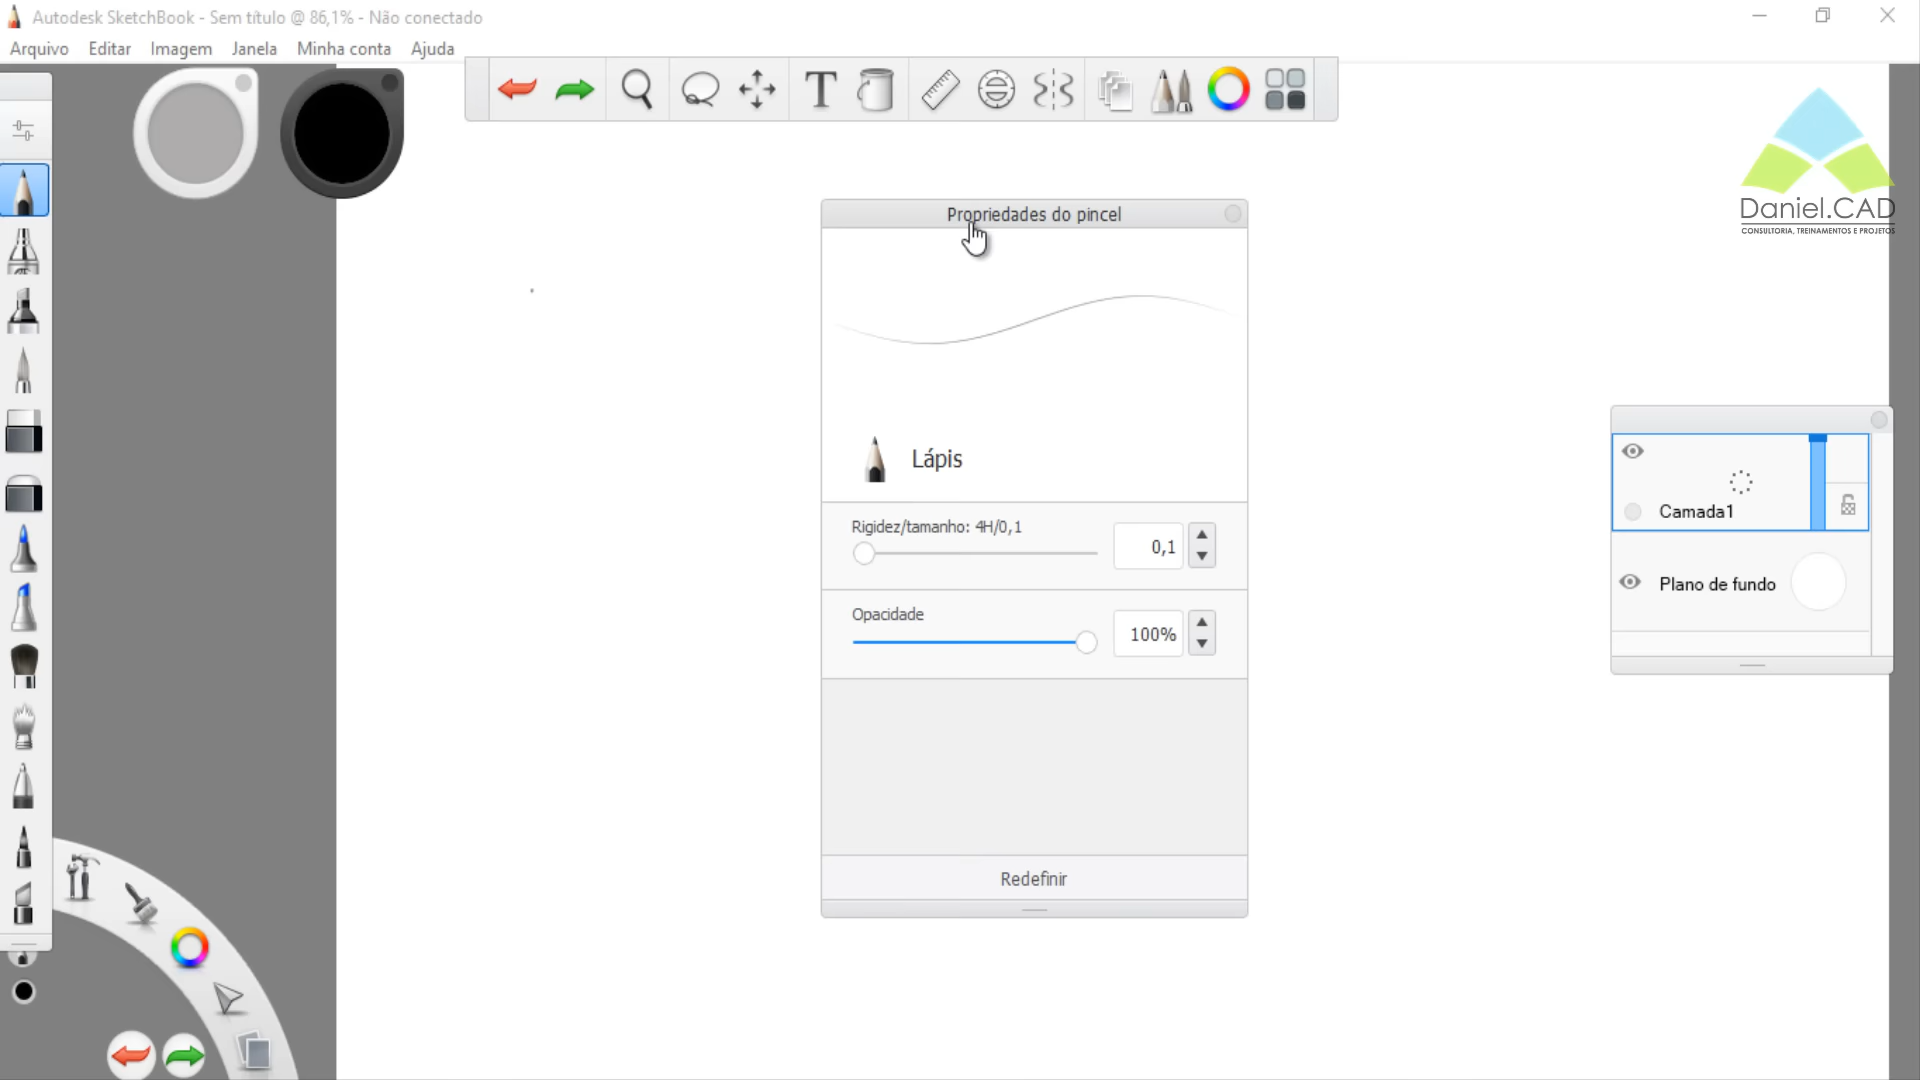 Autodesk SketchBook - Sem título @ 86,1% - Não conectado
Arquivo Editar Imagem Janela Minha conta Ajuda
T
Daniel.CAD
CONSULTORIA, TREINAMENTOS E PROJETOS
Propriedades do pincel
Lápis
Rigidez/tamanho: 4H/0,1
0,1
Opacidade
100%
Redefinir
Camada1
Plano de fundo